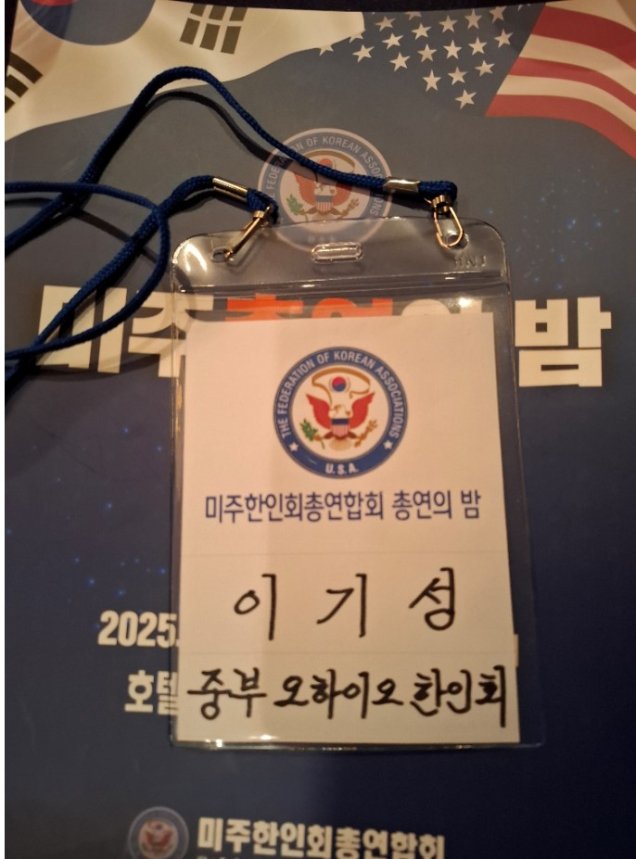 THE FEDERATION OF KOREAN ASSOCIATIONS
U.S.A.
미주 밤
미주한인회총연합회 총연의 밤
이 기 성
2025.
호텔
중부 오하이오 한인회
미주한인회총연합회